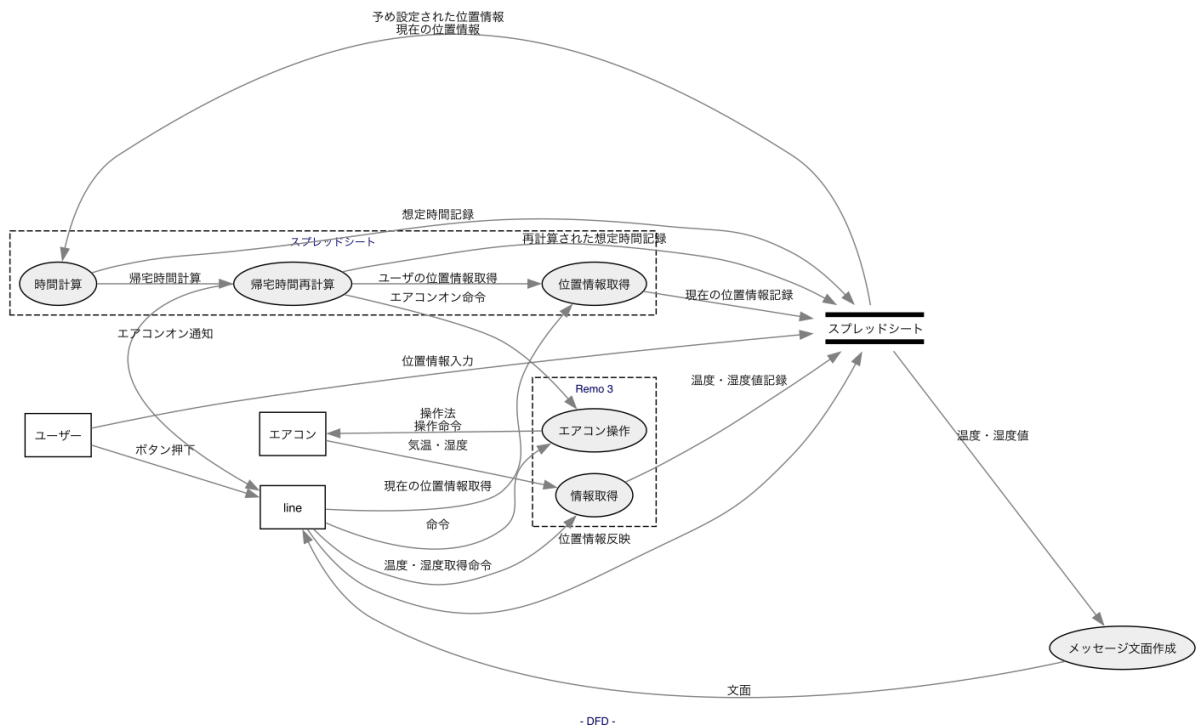 予め設定された位置情報
現在の位置情報
想定時間記録
スプレッドシート
再計算された想定時間記録
時間計算
帰宅時間計算
帰宅時間再計算
ユーザの位置情報取得
位置情報取得
エアコンオン命令
現在の位置情報記録
スプレッドシート
エアコンオン通知
位置情報入力
温度・湿度値記録
Remo 3
ユーザー
エアコン
操作法
操作命令
エアコン操作
気温・湿度
温度・湿度値
ボタン押下
現在の位置情報取得
情報取得
line
命令
位置情報反映
温度・湿度取得命令
メッセージ文面作成
文面
- DFD -